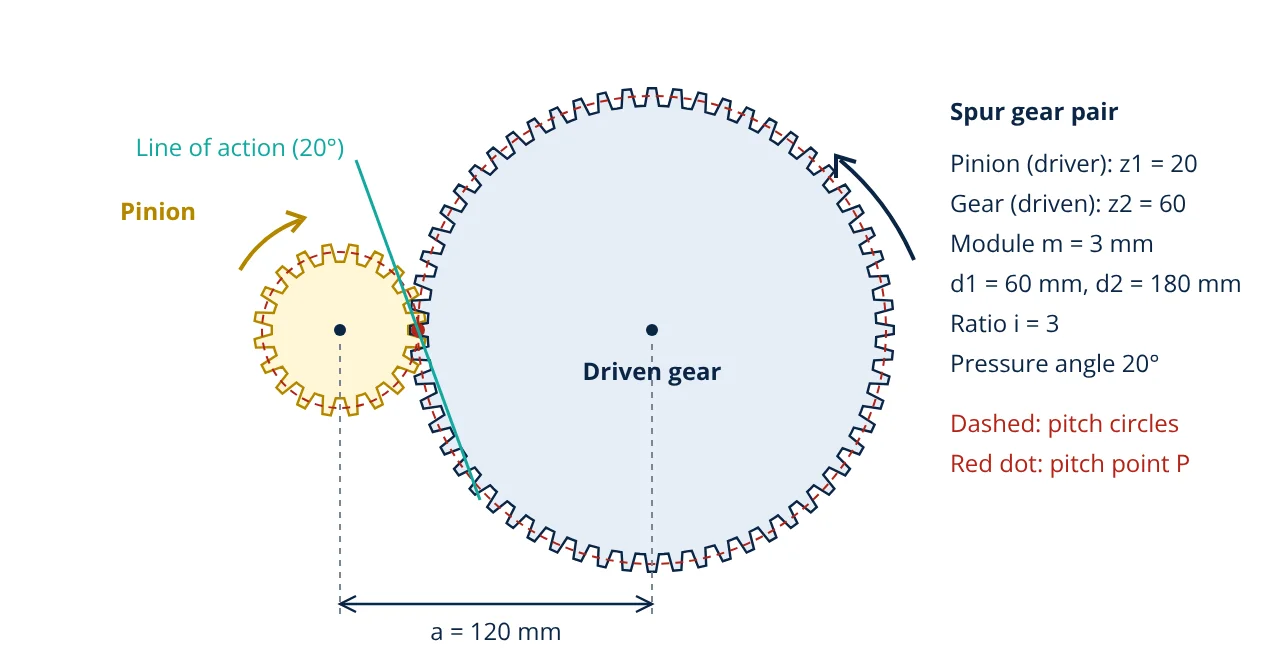 Line of action (20°)
Pinion
Driven gear
a = 120 mm
Spur gear pair
Pinion (driver): z1 = 20
Gear (driven): z2 = 60
Module m = 3 mm
d1 = 60 mm, d2 = 180 mm
Ratio i = 3
Pressure angle 20°
Dashed: pitch circles
Red dot: pitch point P